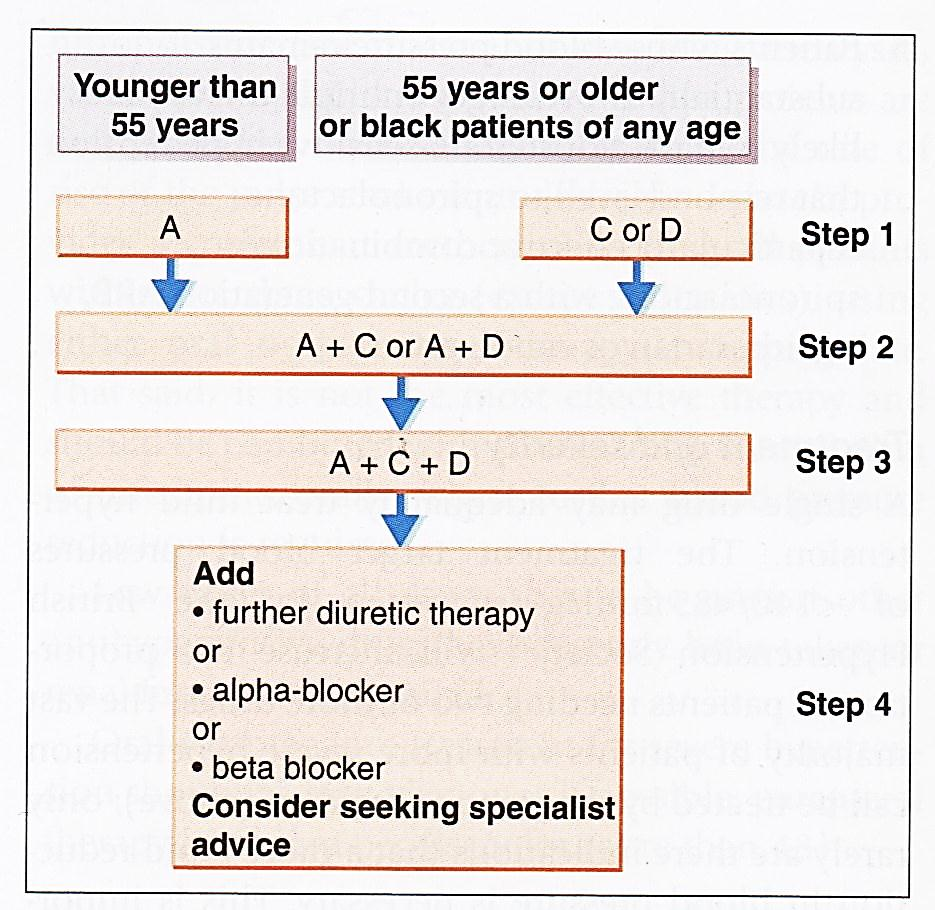 Younger than
55 years
55 years or older
or black patients of any age
A
C or D
Step 1
A + C or A + D
Step 2
A + C + D
Step 3
Add
• further diuretic therapy
or
• alpha-blocker
or
• beta blocker
Consider seeking specialist
advice
Step 4